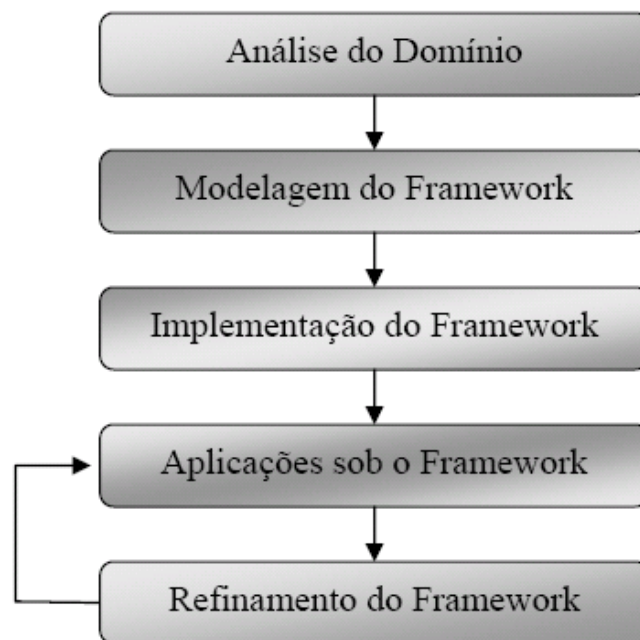 Análise do Domínio
Modelagem do Framework
Implementação do Framework
Aplicações sob o Framework
Refinamento do Framework